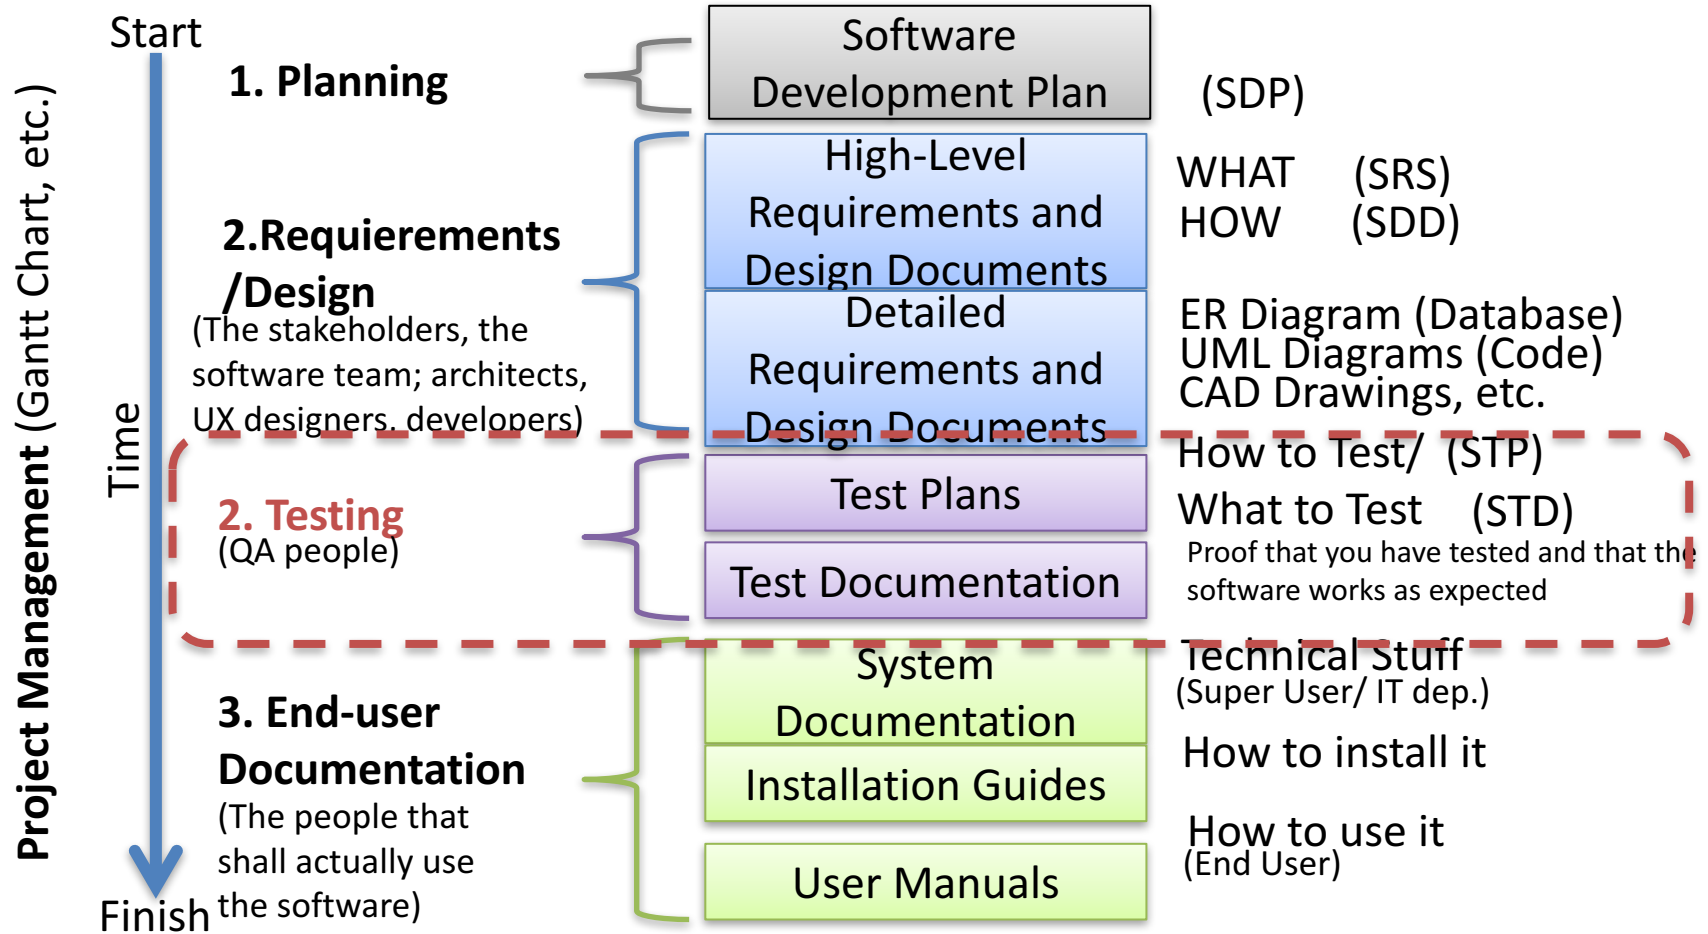 Project Management (Gantt Chart, etc.)
Start
Time
Finish
1. Planning
Software
Development Plan
(SDP)
2.Requierements
/Design
(The stakeholders, the
software team; architects,
UX designers, developers)
High-Level
Requirements and
Design Documents
WHAT (SRS)
HOW (SDD)
Detailed
Requirements and
Design Documents
ER Diagram (Database)
UML Diagrams (Code)
CAD Drawings, etc.
2. Testing
(QA people)
Test Plans
How to Test/ (STP)
What to Test (STD)
Test Documentation
Proof that you have tested and that the
software works as expected
3. End-user
Documentation
(The people that
shall actually use
the software)
System
Documentation
Technical Stuff
(Super User/ IT dep.)
Installation Guides
How to install it
User Manuals
How to use it
(End User)